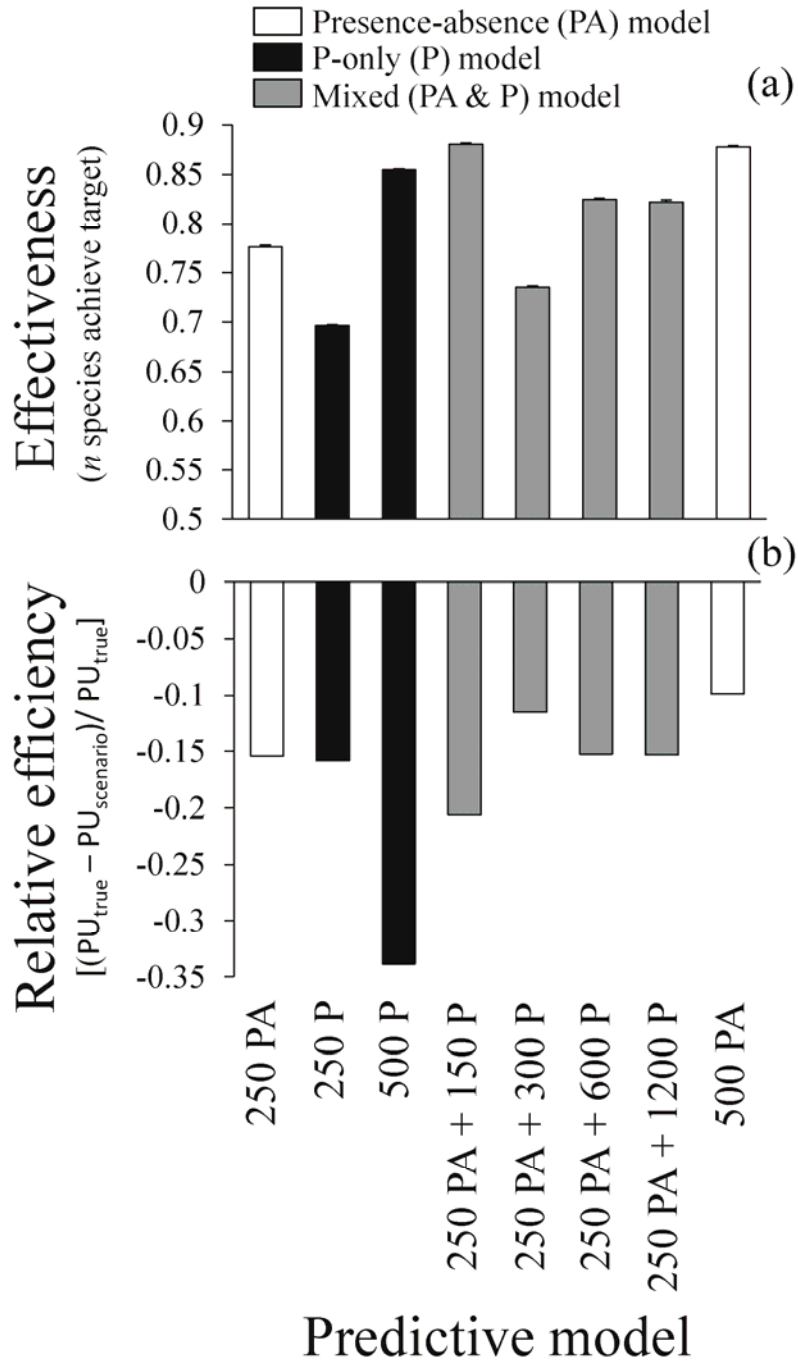 Presence-absence (PA) model
P-only (P) model
Mixed (PA & P) model
(a)
Effectiveness
(n species achieve target)
0.9
0.85
0.8
0.75
0.7
0.65
0.6
0.55
0.5
(b)
Relative efficiency
[(PUtrue – PUscenario)/ PUtrue]
0
-0.05
-0.1
-0.15
-0.2
-0.25
-0.3
-0.35
250 PA
250 P
500 P
250 PA + 150 P
250 PA + 300 P
250 PA + 600 P
250 PA + 1200 P
500 PA
Predictive model